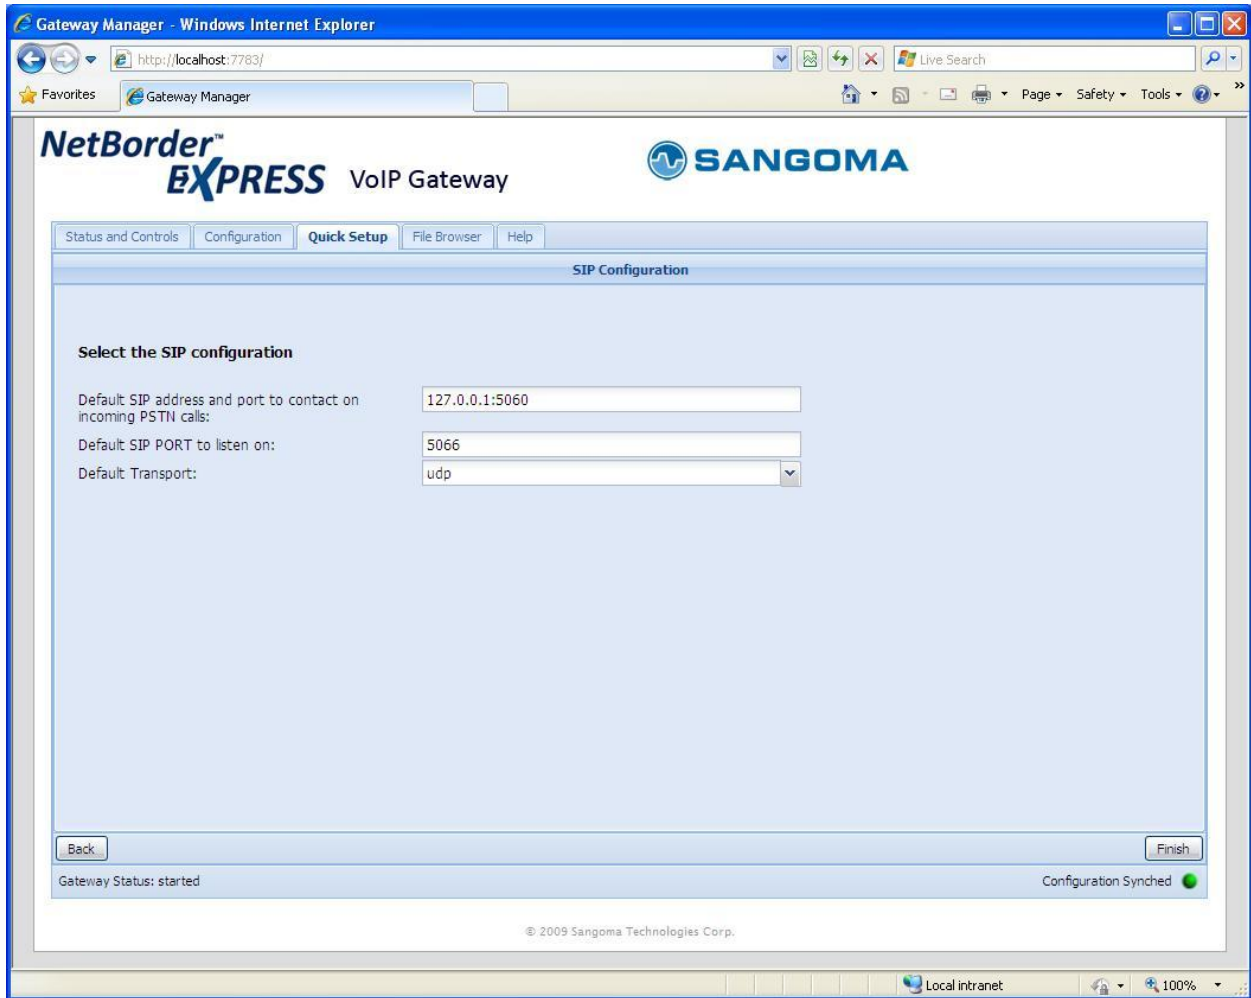 Gateway Manager - Windows Internet Explorer
http://localhost:7783/
Live Search
Favorites
Gateway Manager
Page
Safety
Tools
NetBorder™
EXPRESS VoIP Gateway
SANGOMA
Status and Controls
Configuration
Quick Setup
File Browser
Help
SIP Configuration
Select the SIP configuration
Default SIP address and port to contact on
incoming PSTN calls:
127.0.0.1:5060
Default SIP PORT to listen on:
5066
Default Transport:
udp
Back
Finish
Gateway Status: started
Configuration Synched
© 2009 Sangoma Technologies Corp.
Local intranet
100%